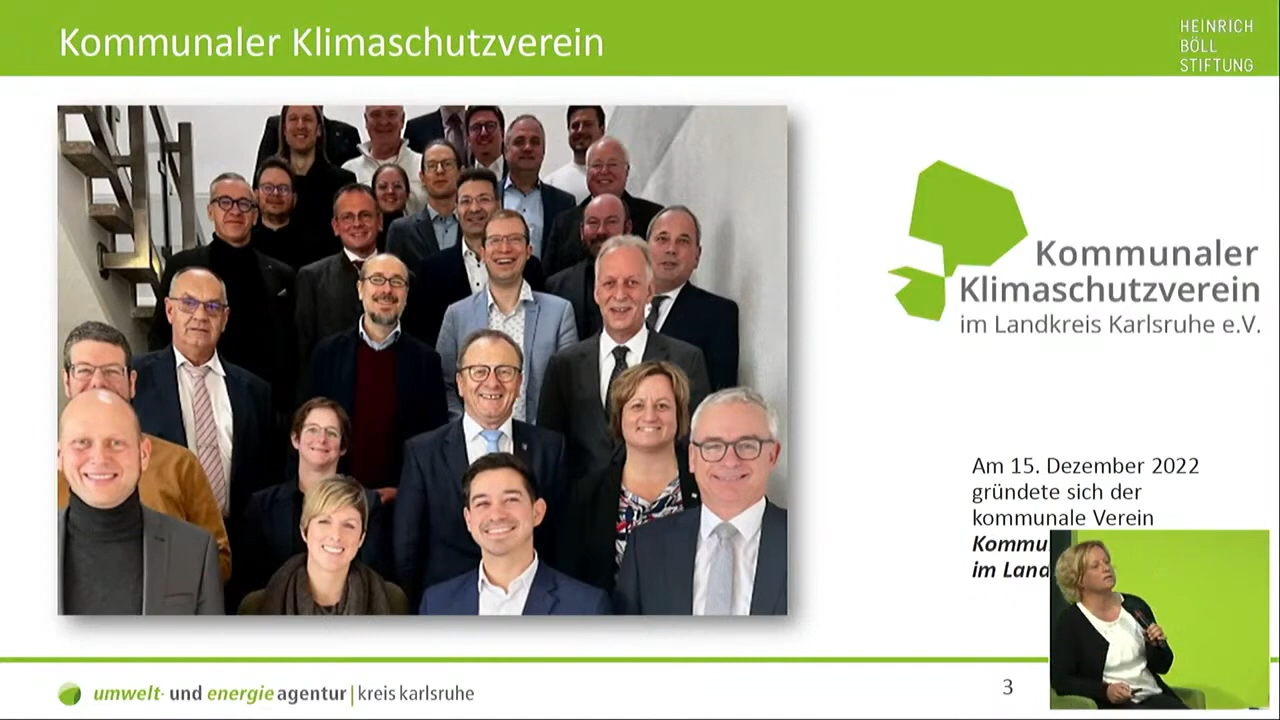 Kommunaler Klimaschutzverein
HEINRICH
BÖLL
STIFTUNG
Kommunaler
Klimaschutzverein
im Landkreis Karlsruhe e.V.
Am 15. Dezember 2022
gründete sich der
kommunale Verein
im
umwelt- und energieagentur | kreis karlsruhe
3